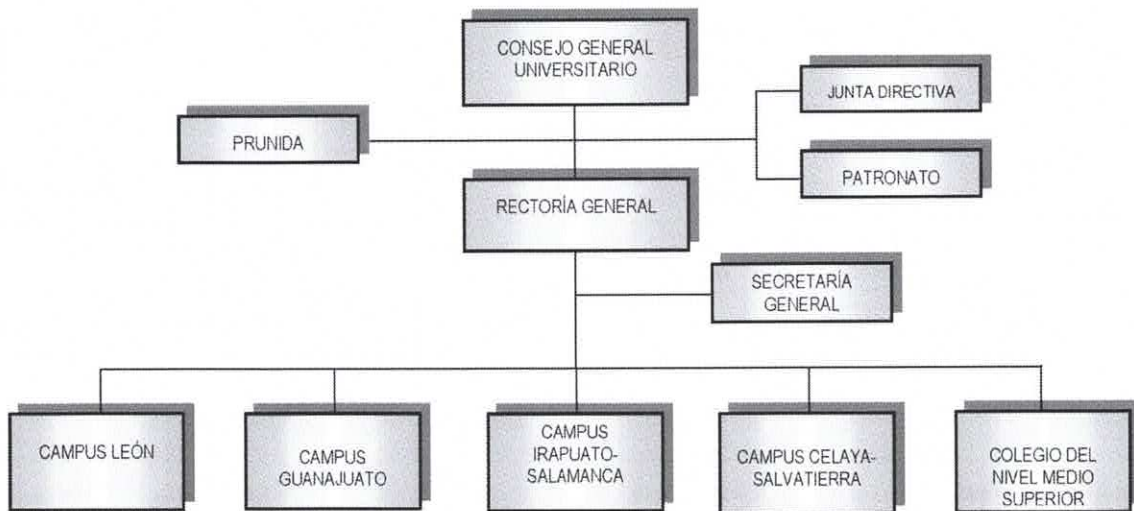 CONSEJO GENERAL
UNIVERSITARIO
JUNTA DIRECTIVA
PRUNIDA
PATRONATO
RECTORÍA GENERAL
SECRETARÍA
GENERAL
CAMPUS LEÓN
CAMPUS
GUANAJUATO
CAMPUS
IRAPUATO-
SALAMANCA
CAMPUS CELAYA-
SALVATIERRA
COLEGIO DEL
NIVEL MEDIO
SUPERIOR